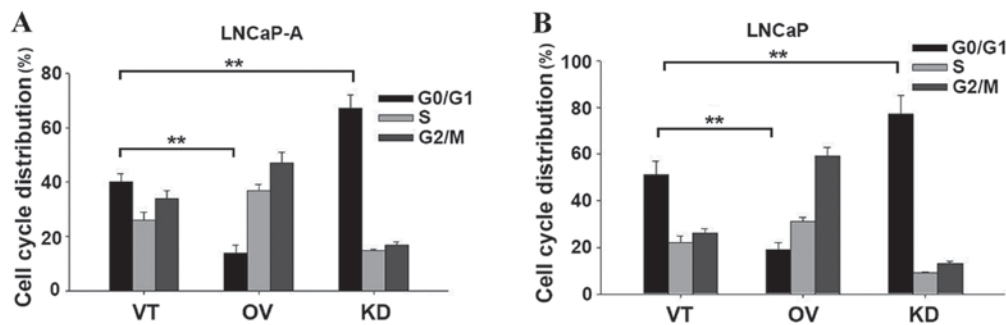 A
LNCaP-A
Cell cycle distribution (%)
80
60
40
20
0
**
**
G0/G1
S
G2/M
VT OV KD
B
LNCaP
Cell cycle distribution (%)
100
80
60
40
20
0
**
**
G0/G1
S
G2/M
VT OV KD